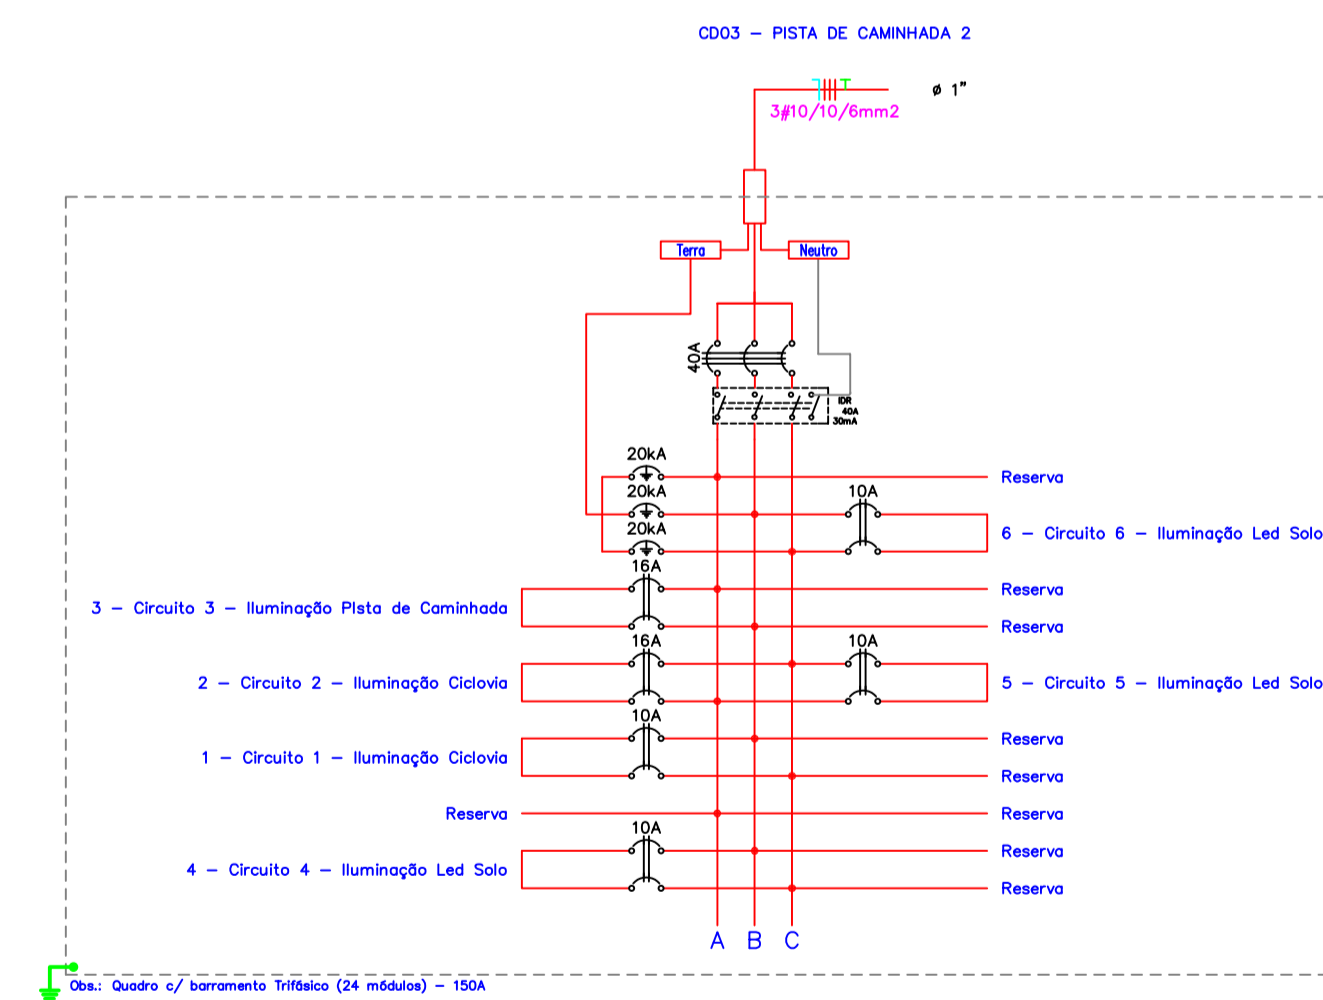 CD03 – PISTA DE CAMINHADA 2
ø 1"
3#10/10/6mm2
Terra
Neutro
40A
IDR
40A
30mA
20kA
Reserva
20kA
10A
20kA
6 – Circuito 6 – Iluminação Led Solo
16A
Reserva
3 – Circuito 3 – Iluminação PIsta de Caminhada
Reserva
16A
10A
2 – Circuito 2 – Iluminação Ciclovia
5 – Circuito 5 – Iluminação Led Solo
10A
Reserva
1 – Circuito 1 – Iluminação Ciclovia
Reserva
Reserva
Reserva
10A
Reserva
4 – Circuito 4 – Iluminação Led Solo
Reserva
A B C
Obs.: Quadro c/ barramento Trifásico (24 módulos) – 150A